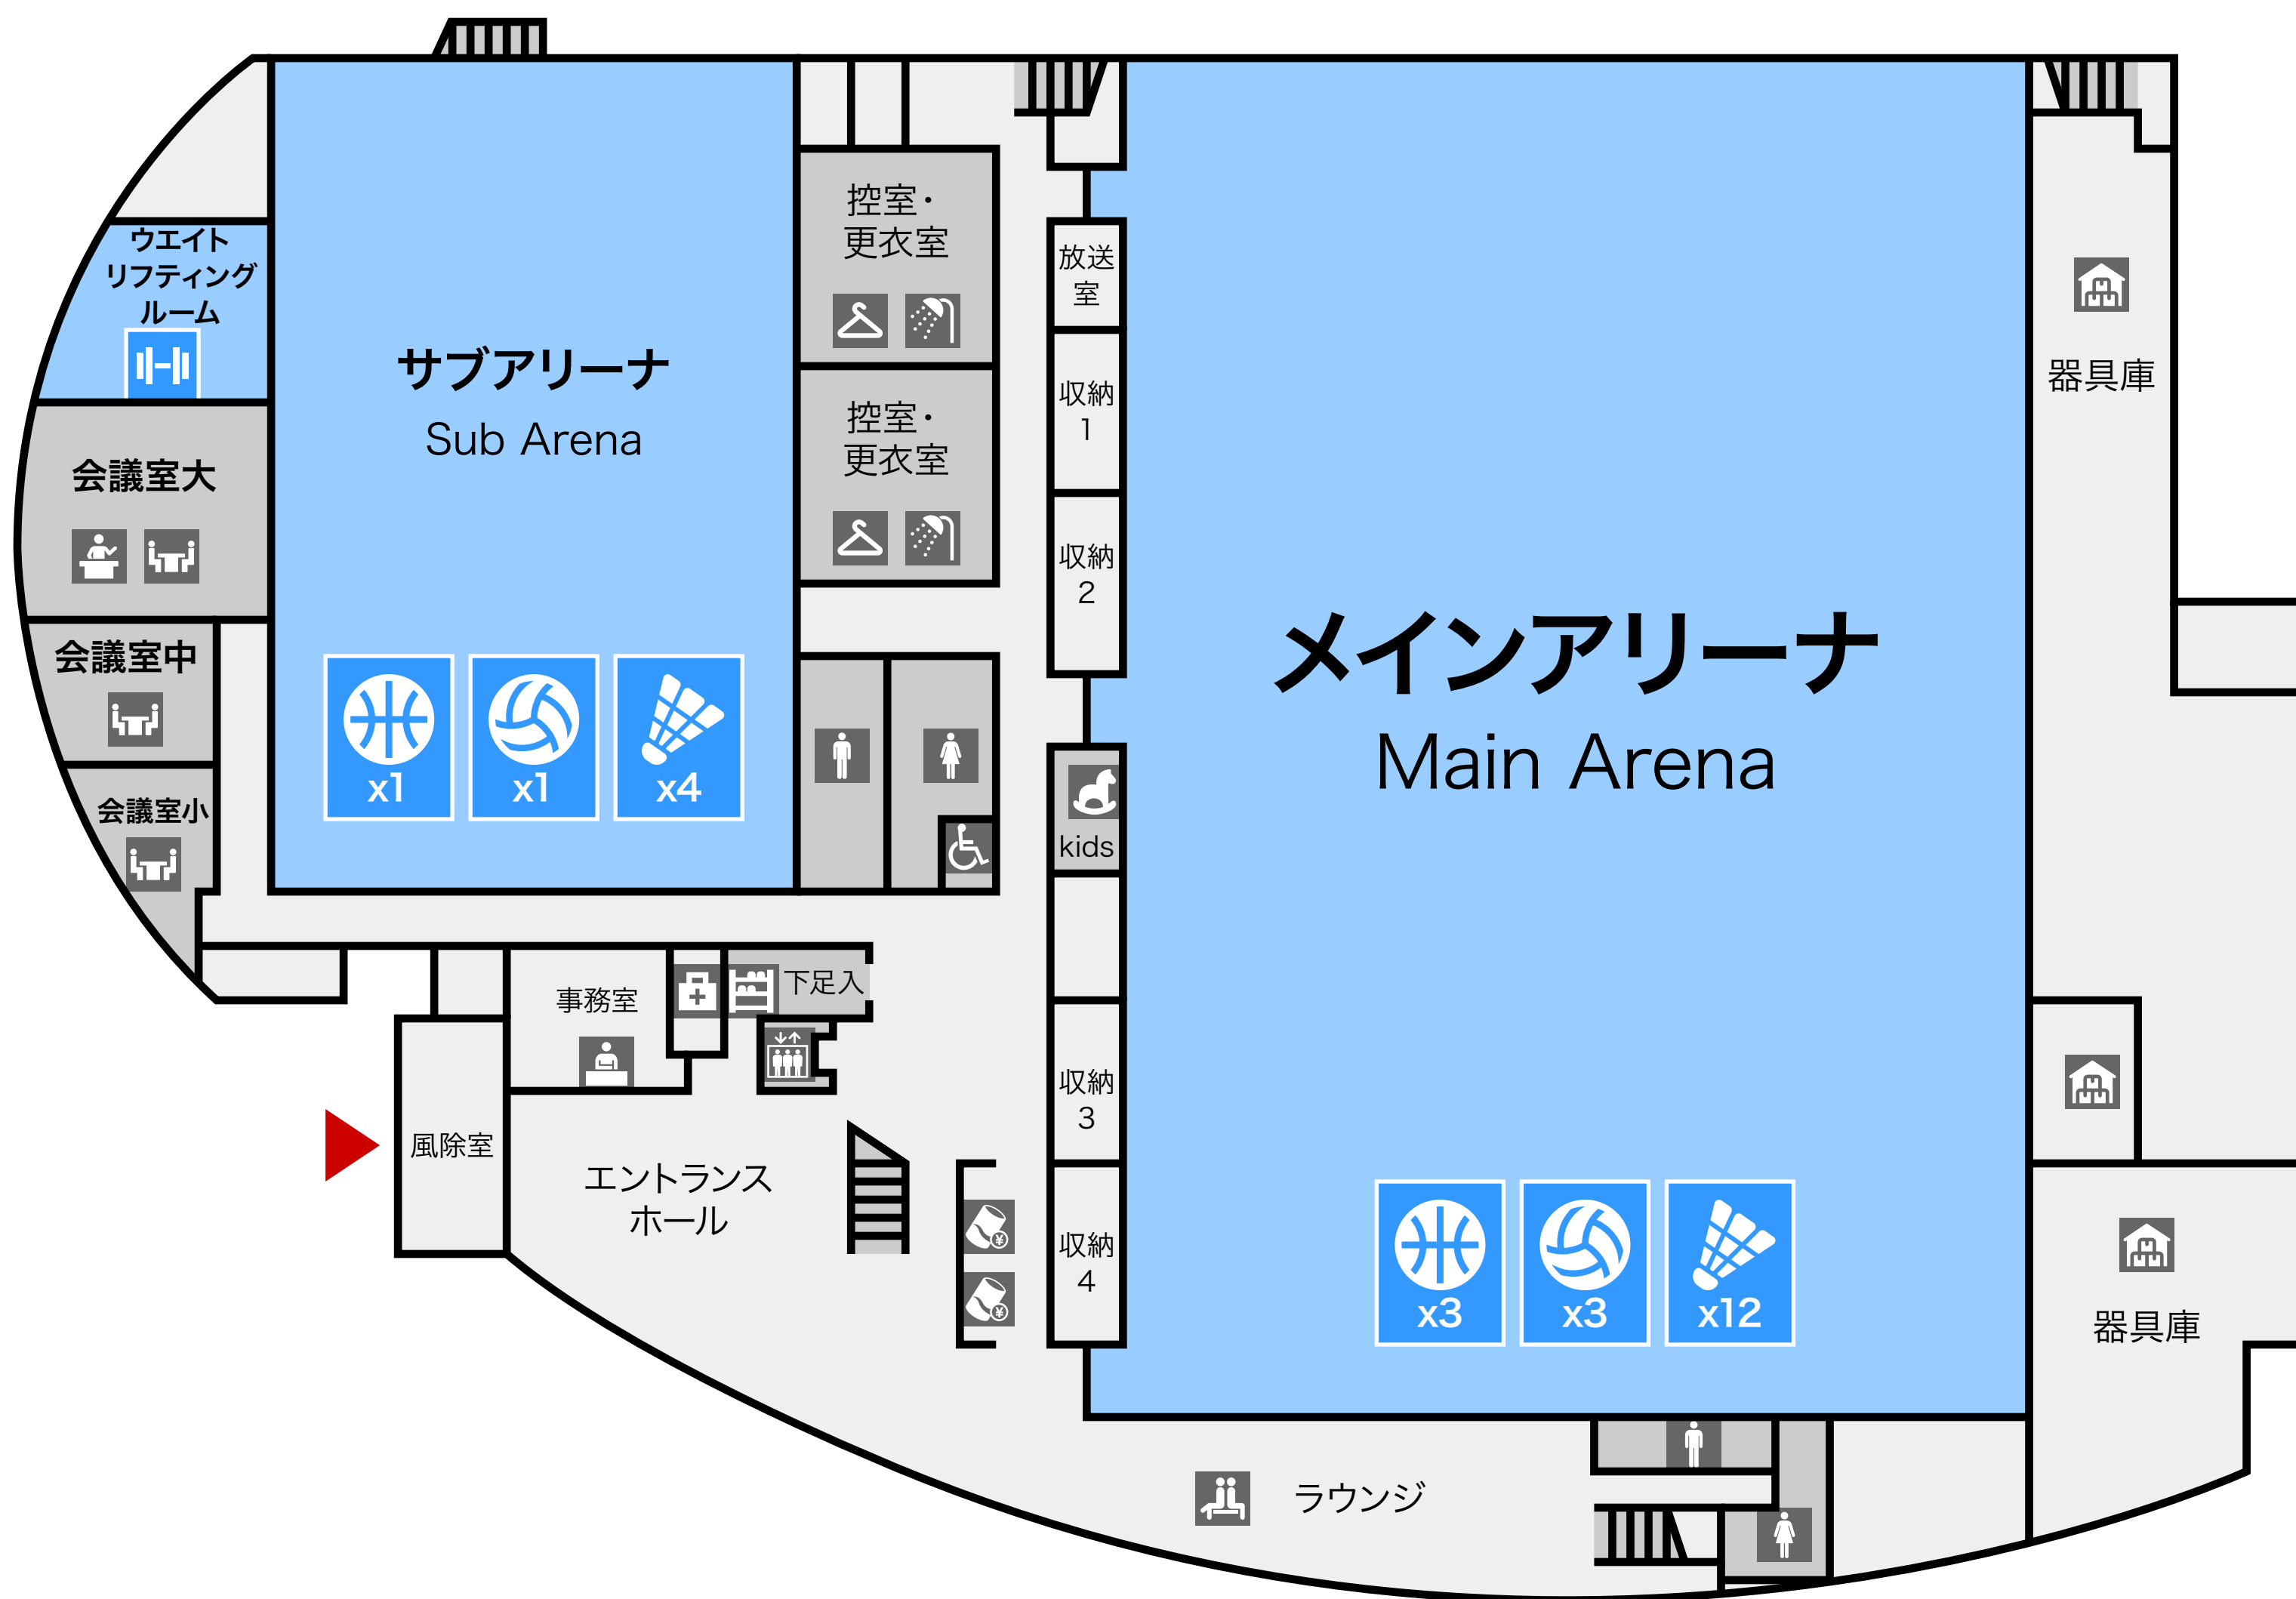 ウエイト
リフティング
ルーム
会議室大
会議室中
会議室小
サブアリーナ
Sub Arena
x1
x1
x4
控室・
更衣室
控室・
更衣室
放送
室
収納
1
収納
2
kids
収納
3
収納
4
メインアリーナ
Main Arena
x3
x3
x12
器具庫
器具庫
事務室
下足入
風除室
エントランス
ホール
¥
¥
ラウンジ